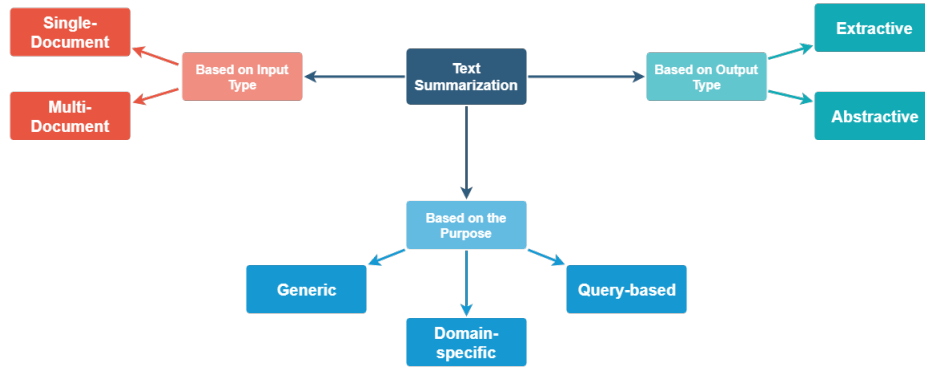 Single-
Document
Multi-
Document
Based on Input
Type
Text
Summarization
Based on Output
Type
Extractive
Abstractive
Based on the
Purpose
Generic
Domain-
specific
Query-based